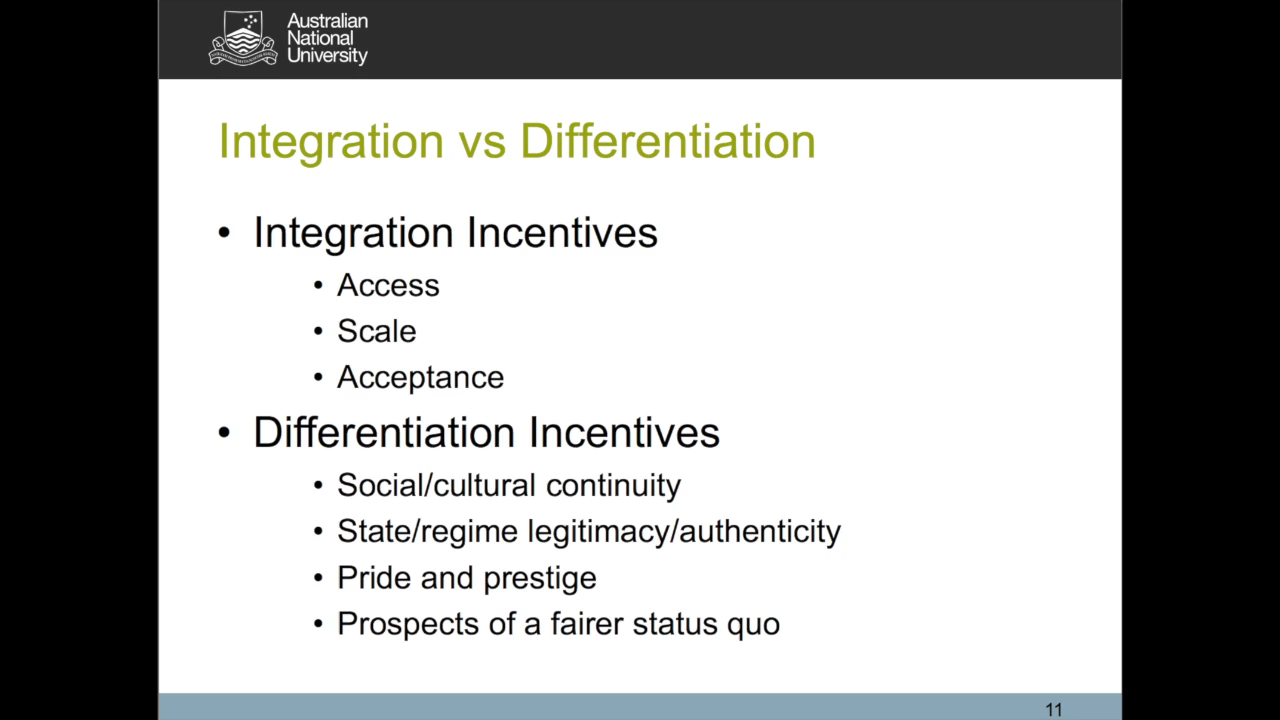 Australian
National
University
Integration vs Differentiation
• Integration Incentives
• Access
• Scale
• Acceptance
• Differentiation Incentives
• Social/cultural continuity
• State/regime legitimacy/authenticity
• Pride and prestige
• Prospects of a fairer status quo
11